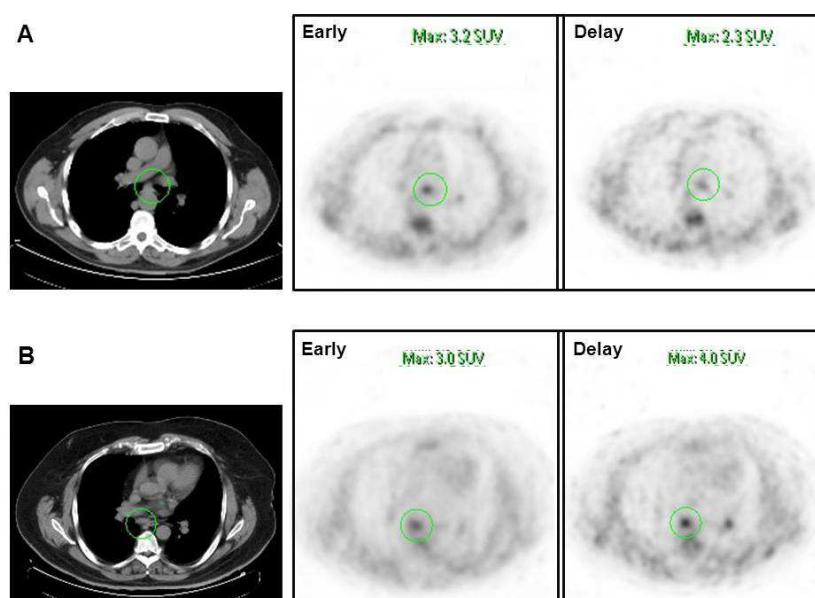 A
Early
Max: 3.2 SUV
Delay
Max: 2.3 SUV
B
Early
Max: 3.0 SUV
Delay
Max: 4.0 SUV